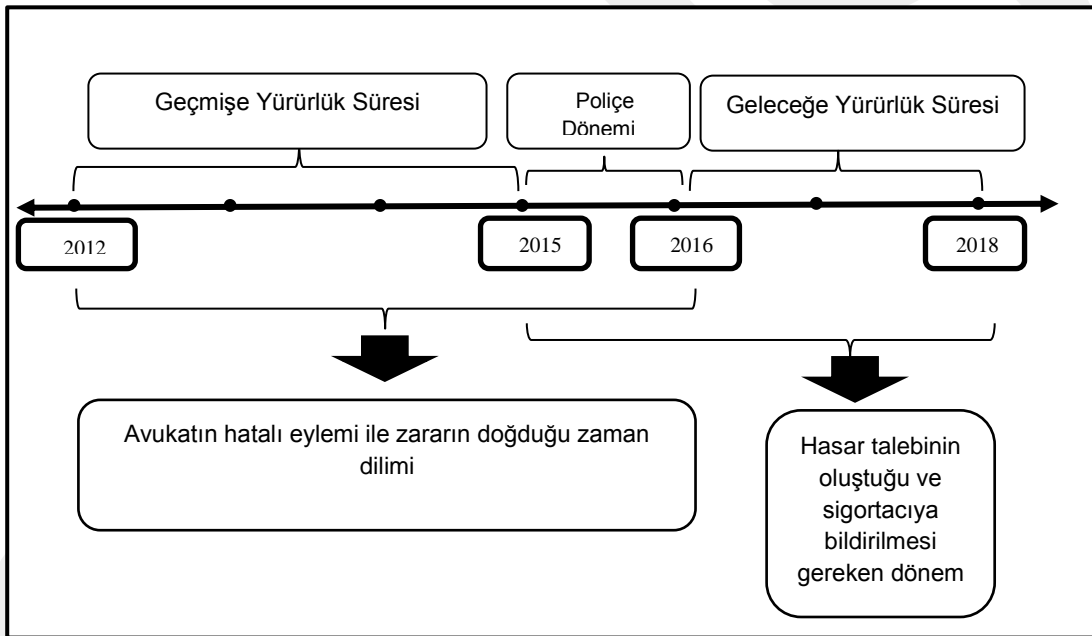 Geçmişe Yürürlük Süresi
Poliçe
Dönemi
Geleceğe Yürürlük Süresi
2012
2015
2016
2018
Avukatın hatalı eylemi ile zararın doğduğu zaman
dilimi
Hasar talebinin
oluştuğu ve
sigortacıya
bildirilmesi
gereken dönem